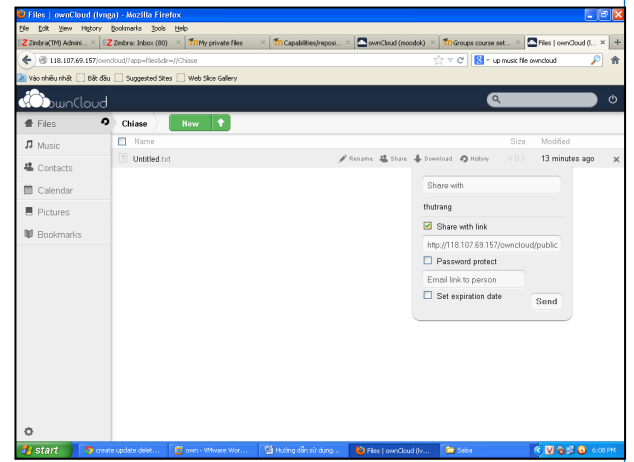 Files | ownCloud (lvnga) - Mozilla Firefox
File Edit View History Bookmarks Tools Help
Zimbra(TM) Admini... Zimbra: Inbox (80) My private files Capabilities/reposi... ownCloud (moodok) Groups course set... Files | ownCloud (l...
118.107.69.157/owncloud/?app=files&dir=//Chiase up music file owncloud
Vào nhiều nhất Bắt đầu Suggested Sites Web Slice Gallery
ownCloud
Files Chiase New
Name Size Modified
Untitled.txt Rename Share Download History < 0.1 13 minutes ago
Music
Contacts
Calendar
Pictures
Bookmarks
Share with
thutrang
Share with link
http://118.107.69.157/owncloud/public
Password protect
Email link to person
Set expiration date
Send
start create update delet... own - VMware Wor... Hướng dẫn sử dụng... Files | ownCloud (lv... Salsa 6:08 PM